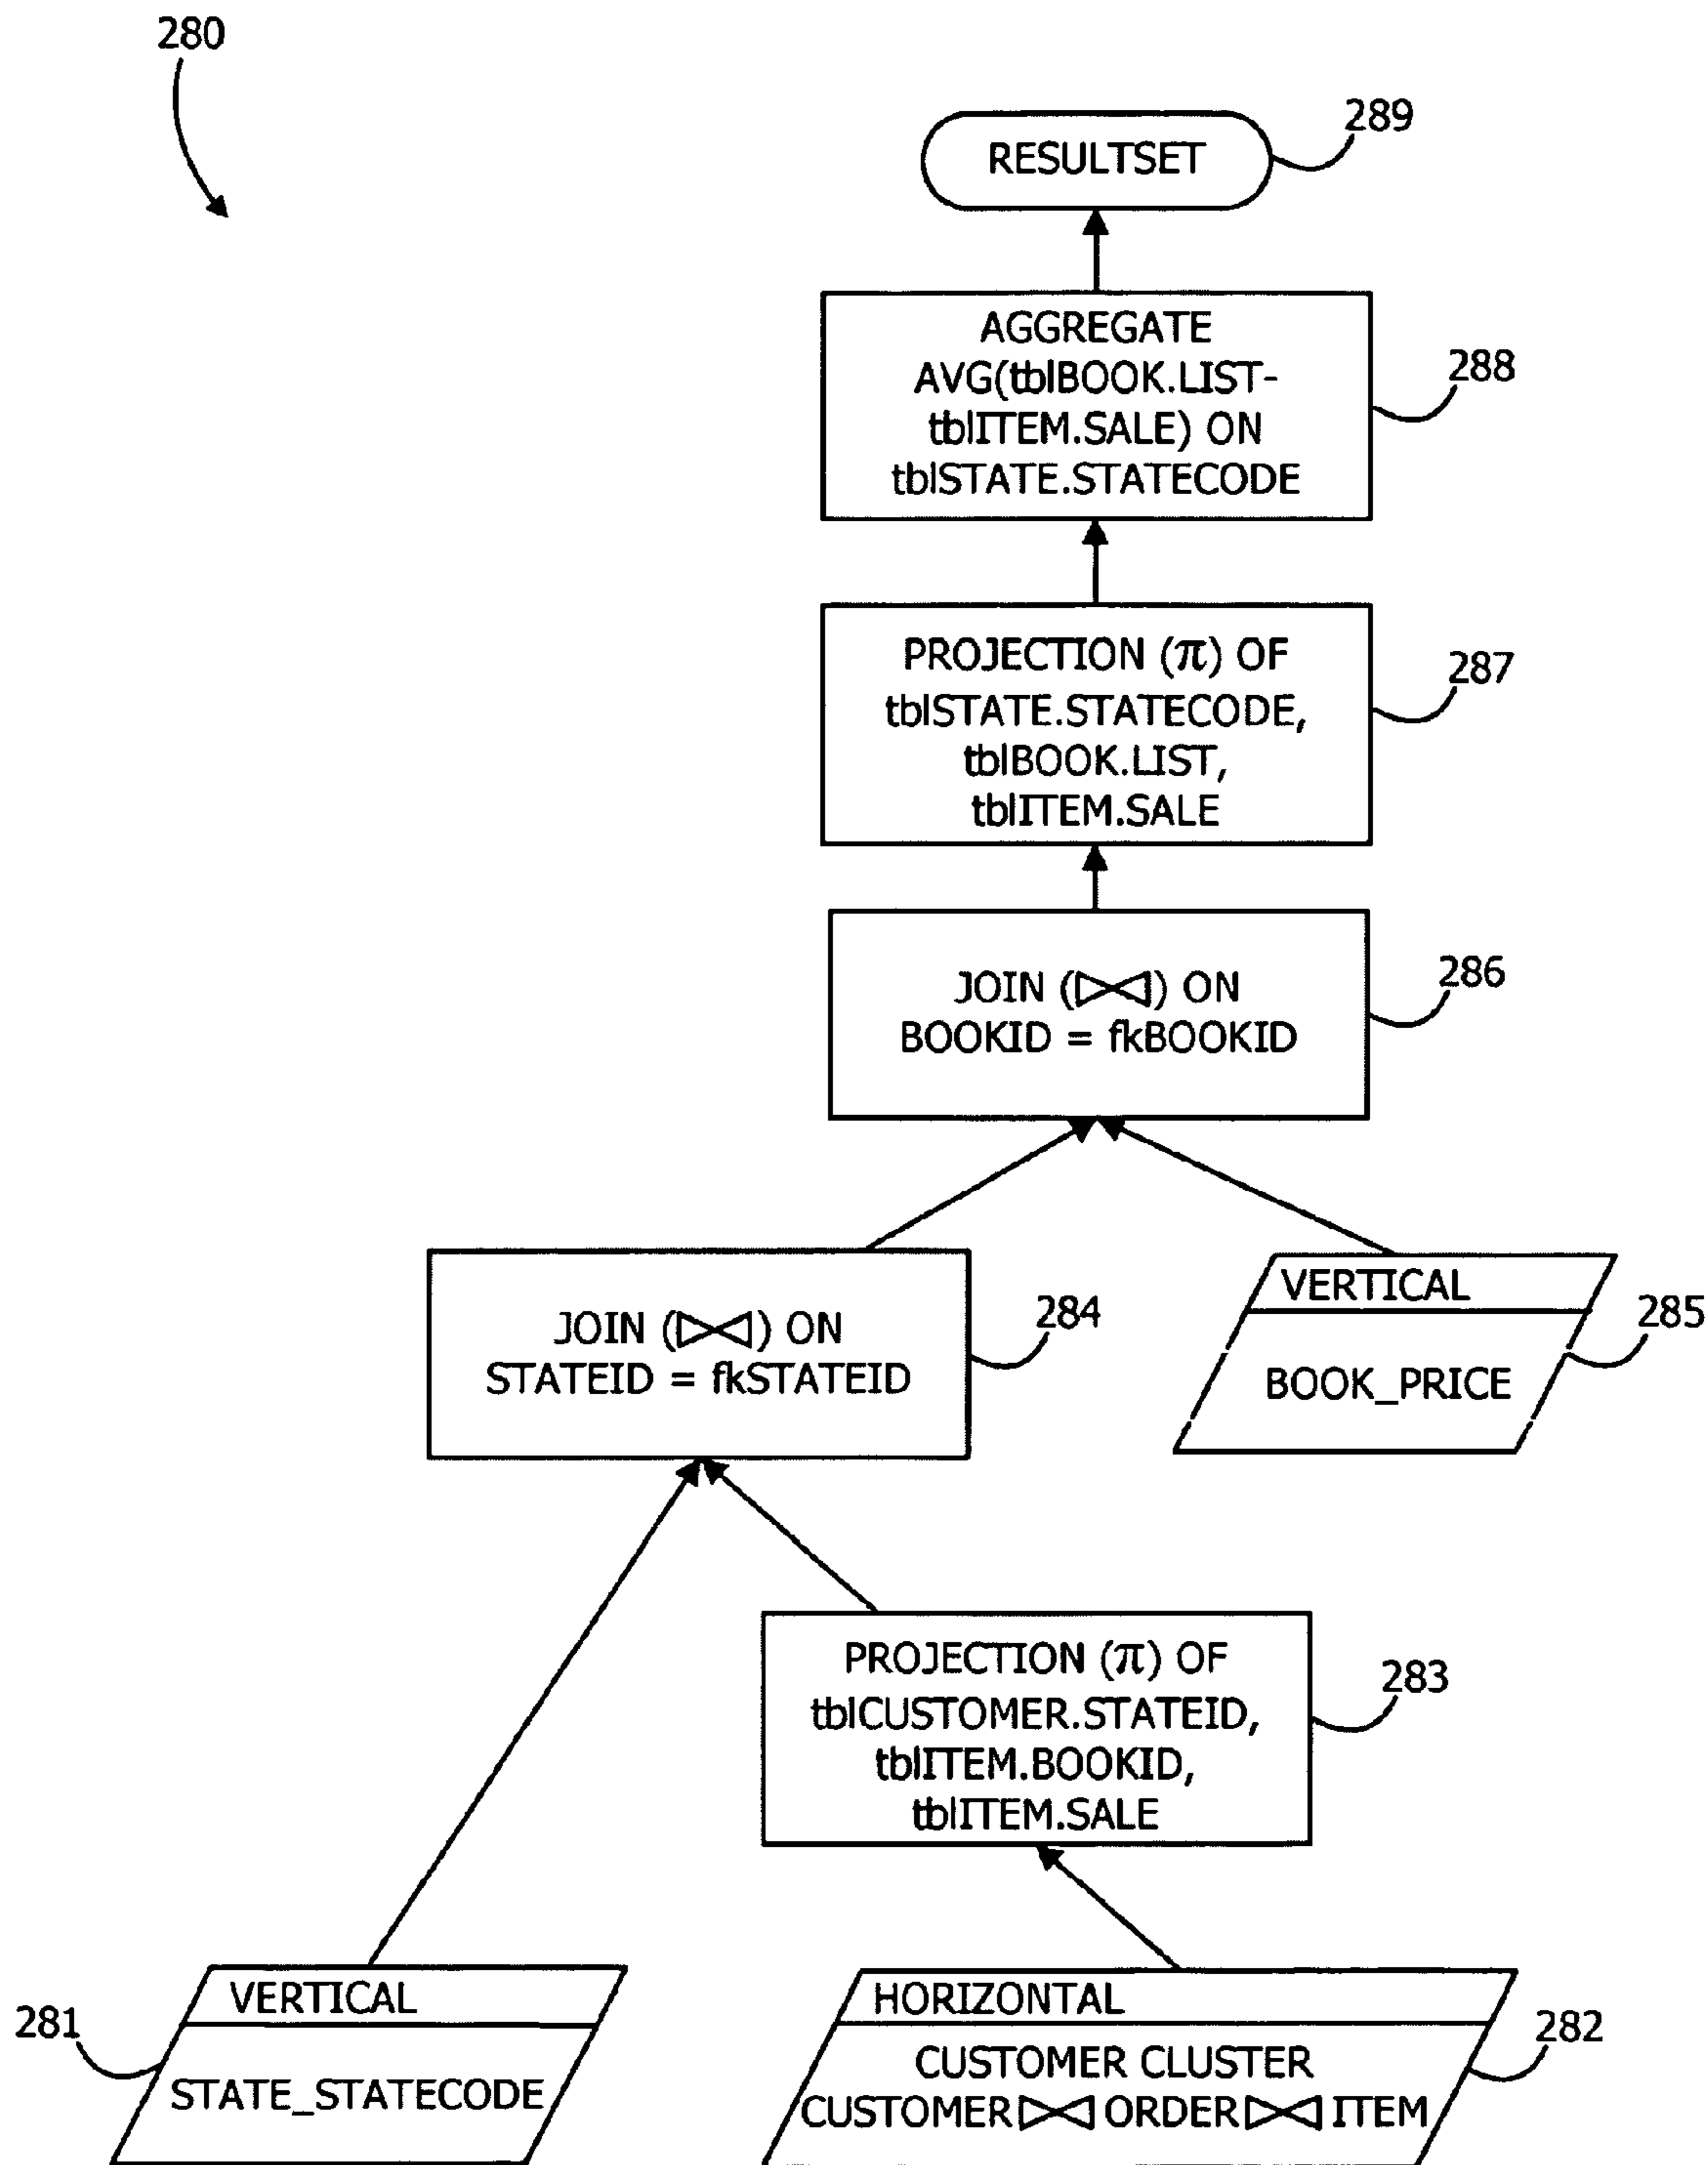 280
289
RESULTSET
AGGREGATE
AVG(tblBOOK.LIST-
tblITEM.SALE) ON
tblSTATE.STATECODE
288
PROJECTION (π) OF
tblSTATE.STATECODE,
tblBOOK.LIST,
tblITEM.SALE
287
JOIN (⋈) ON
BOOKID = fkBOOKID
286
JOIN (⋈) ON
STATEID = fkSTATEID
284
VERTICAL
BOOK_PRICE
285
PROJECTION (π) OF
tblCUSTOMER.STATEID,
tblITEM.BOOKID,
tblITEM.SALE
283
VERTICAL
STATE_STATECODE
281
HORIZONTAL
CUSTOMER CLUSTER
CUSTOMER⋈ORDER⋈ITEM
282